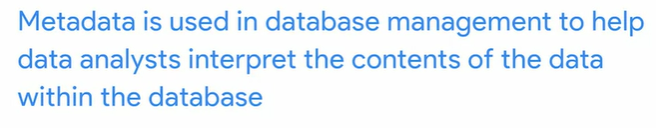 Metadata is used in database management to help
data analysts interpret the contents of the data
within the database